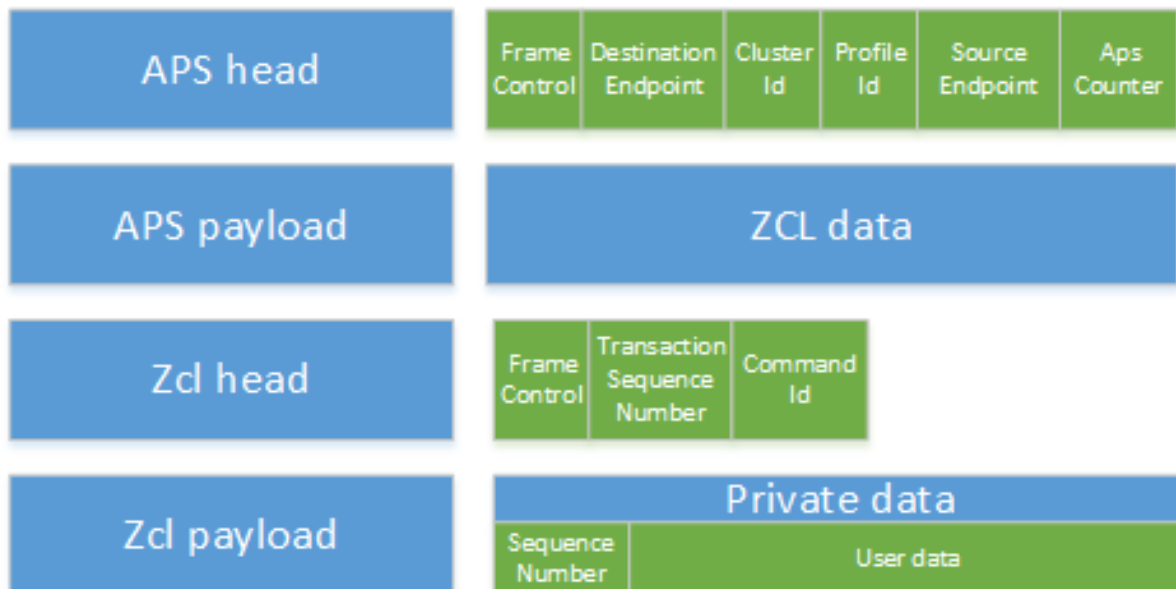 APS head
Frame Control
Destination Endpoint
Cluster Id
Profile Id
Source Endpoint
Aps Counter
APS payload
ZCL data
Zcl head
Frame Control
Transaction Sequence Number
Command Id
Zcl payload
Private data
Sequence Number
User data